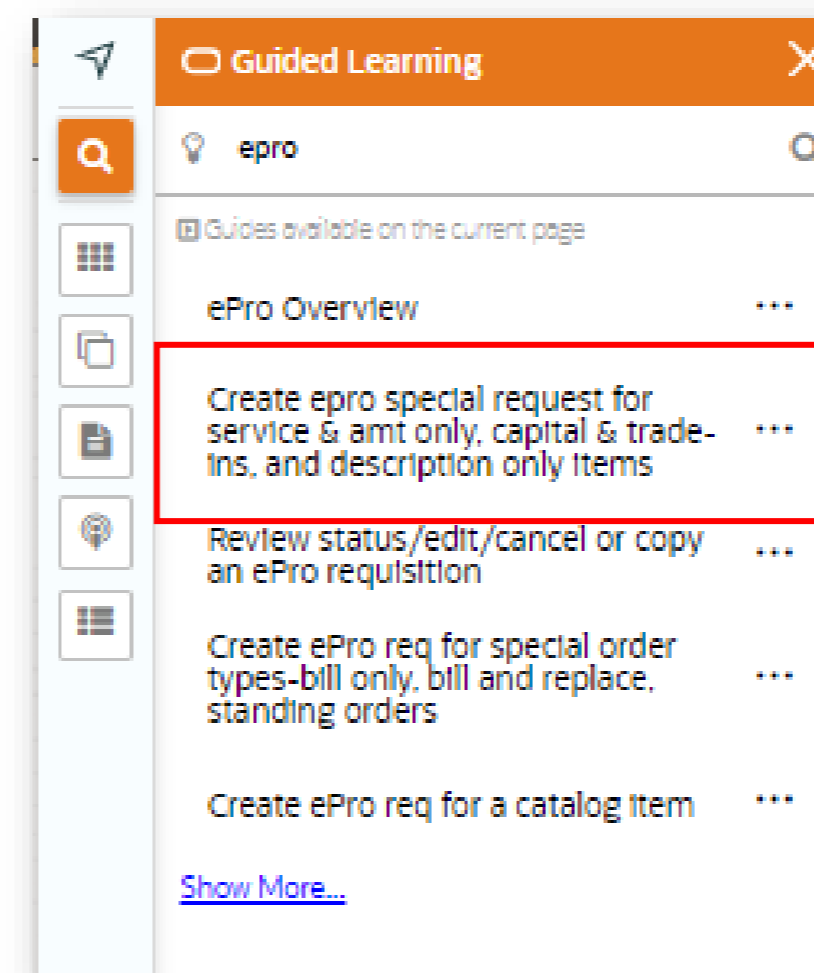 Guided Learning
epro
Guides available on the current page
ePro Overview
Create epro special request for
service & amt only, capital & trade-
ins, and description only items
Review status/edit/cancel or copy
an ePro requisition
Create ePro req for special order
types-bill only, bill and replace,
standing orders
Create ePro req for a catalog item
Show More...